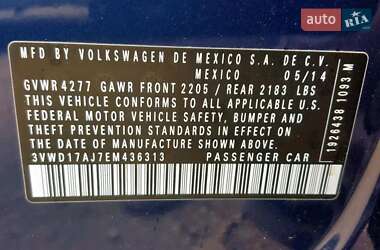 AUTO RIA
MFD BY VOLKSWAGEN DE MEXICO S.A. DE C.V.
MEXICO 05/14
GVWR 4277 GAWR FRONT 2205 / REAR 2183 LBS
THIS VEHICLE CONFORMS TO ALL APPLICABLE U.S.
FEDERAL MOTOR VEHICLE SAFETY, BUMPER AND
THEFT PREVENTION STANDARDS IN EFFECT ON
THE DATE OF MANUFACTURE SHOWN ABOVE
3VWD17AJ7EM436313 PASSENGER CAR
1926438 1093 M